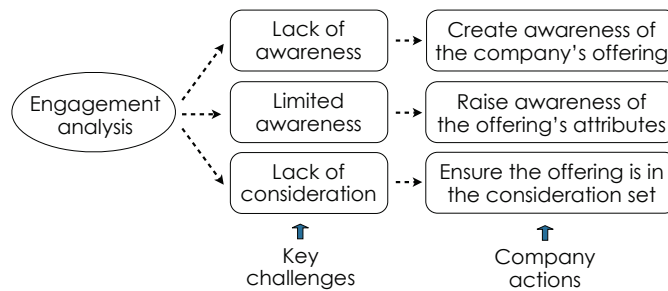 Engagement
analysis
Lack of
awareness
Create awareness of
the company's offering
Limited
awareness
Raise awareness of
the offering's attributes
Lack of
consideration
Ensure the offering is in
the consideration set
Key
challenges
Company
actions